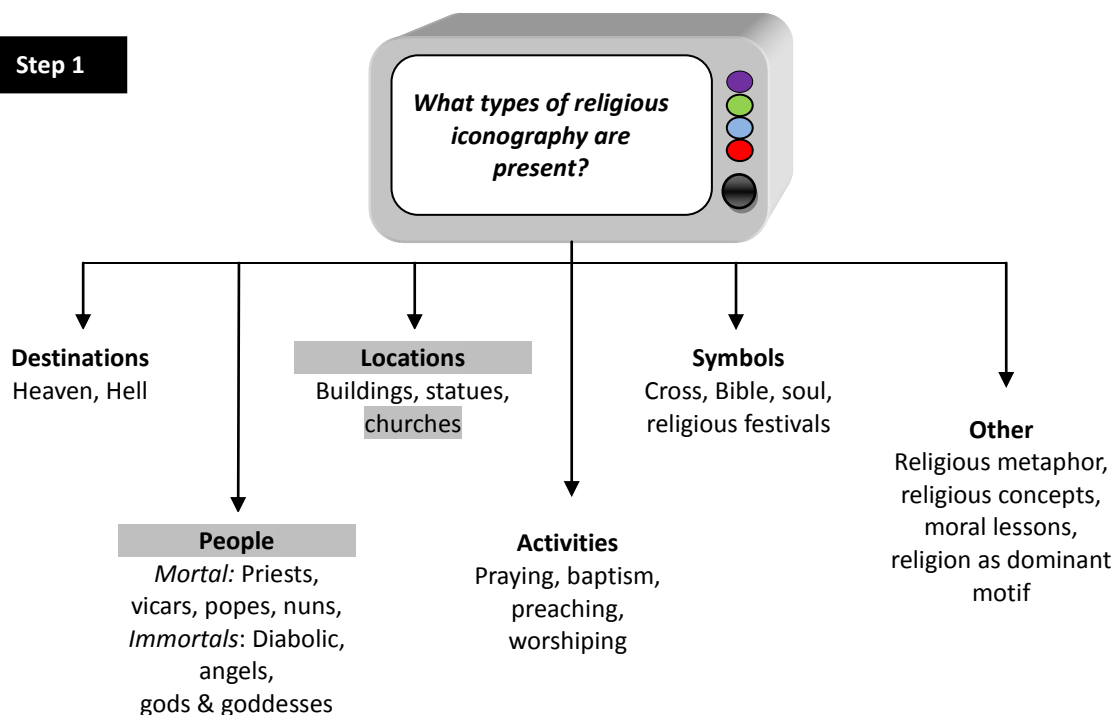 Step 1
What types of religious
iconography are
present?
Destinations
Heaven, Hell
Locations
Buildings, statues,
churches
Symbols
Cross, Bible, soul,
religious festivals
Other
Religious metaphor,
religious concepts,
moral lessons,
religion as dominant
motif
People
Mortal: Priests,
vicars, popes, nuns,
Immortals: Diabolic,
angels,
gods & goddesses
Activities
Praying, baptism,
preaching,
worshiping